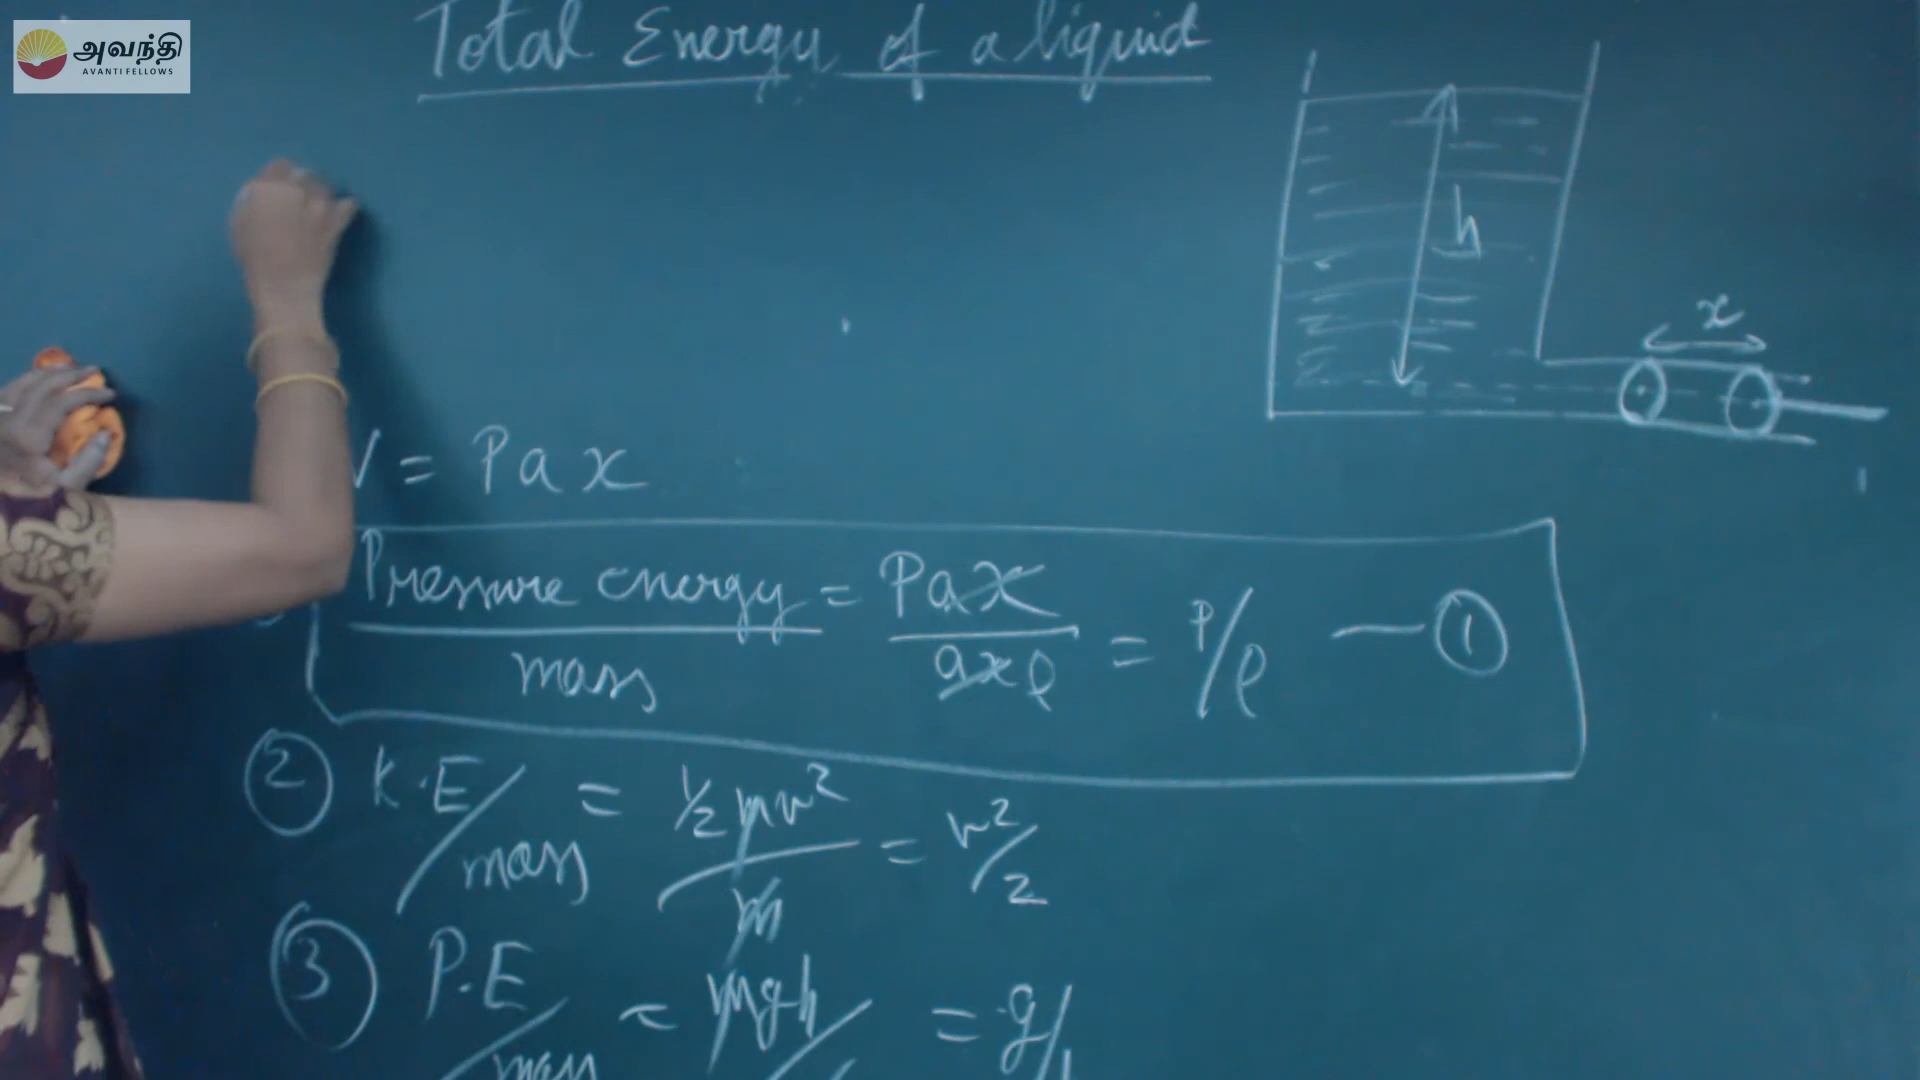 அவந்தி
AVANTI FELLOWS
Total Energy of a liquid
h
x
= Pax
Pressure energy/mass = Pax/axρ = P/ρ — ①
② K.E/mass = ½mv²/m = v²/2
③ P.E/mass = mgh/ = g